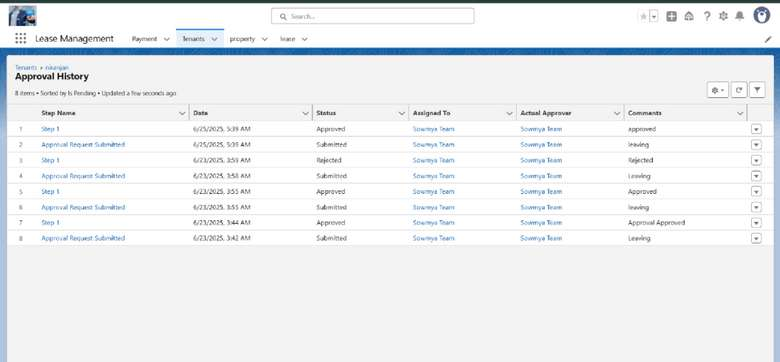 Search...
Lease Management Payment Tenants property lease
Tenants > niranjan
Approval History
8 items • Sorted by Is Pending • Updated a few seconds ago
Step Name Date Status Assigned To Actual Approver Comments
1 Step 1 6/25/2025, 5:39 AM Approved Sowmya Team Sowmya Team approved
2 Approval Request Submitted 6/25/2025, 5:39 AM Submitted Sowmya Team Sowmya Team leaving
3 Step 1 6/23/2025, 3:59 AM Rejected Sowmya Team Sowmya Team Rejected
4 Approval Request Submitted 6/23/2025, 3:58 AM Submitted Sowmya Team Sowmya Team Leaving
5 Step 1 6/23/2025, 3:55 AM Approved Sowmya Team Sowmya Team Approved
6 Approval Request Submitted 6/23/2025, 3:55 AM Submitted Sowmya Team Sowmya Team leaving
7 Step 1 6/23/2025, 3:44 AM Approved Sowmya Team Sowmya Team Approval Approved
8 Approval Request Submitted 6/23/2025, 3:42 AM Submitted Sowmya Team Sowmya Team Leaving